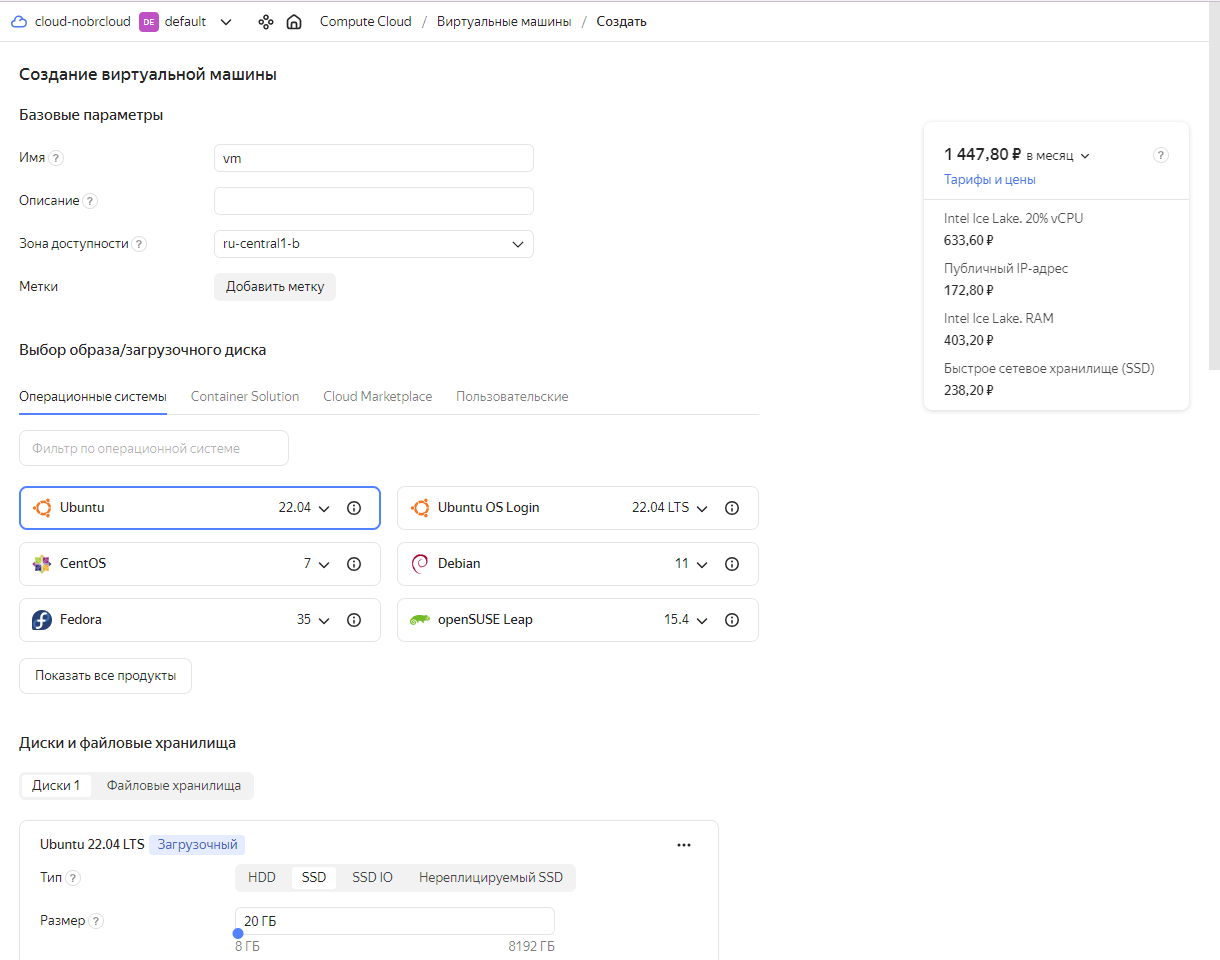 cloud-nobrcloud DE default Compute Cloud / Виртуальные машины / Создать
Создание виртуальной машины
Базовые параметры
Имя ? vm
Описание ?
Зона доступности ? ru-central1-b
Метки Добавить метку
1 447,80 ₽ в месяц ?
Тарифы и цены
Intel Ice Lake. 20% vCPU
633,60 ₽
Публичный IP-адрес
172,80 ₽
Intel Ice Lake. RAM
403,20 ₽
Быстрое сетевое хранилище (SSD)
238,20 ₽
Выбор образа/загрузочного диска
Операционные системы Container Solution Cloud Marketplace Пользовательские
Фильтр по операционной системе
Ubuntu 22.04 Ubuntu OS Login 22.04 LTS
CentOS 7 Debian 11
Fedora 35 openSUSE Leap 15.4
Показать все продукты
Диски и файловые хранилища
Диски 1 Файловые хранилища
Ubuntu 22.04 LTS Загрузочный
Тип ? HDD SSD SSD IO Нереплицируемый SSD
Размер ? 20 ГБ
8 ГБ 8192 ГБ